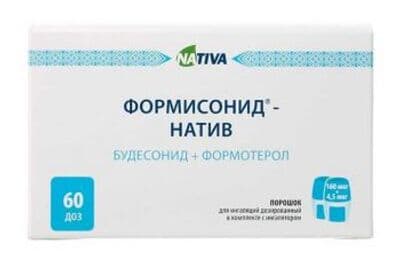 NATIVA
ФОРМИСОНИД®-
НАТИВ
БУДЕСОНИД + ФОРМОТЕРОЛ
60
ДОЗ
ПОРОШОК
для ингаляций дозированный
в комплекте с ингалятором
160 мкг
+
4,5 мкг